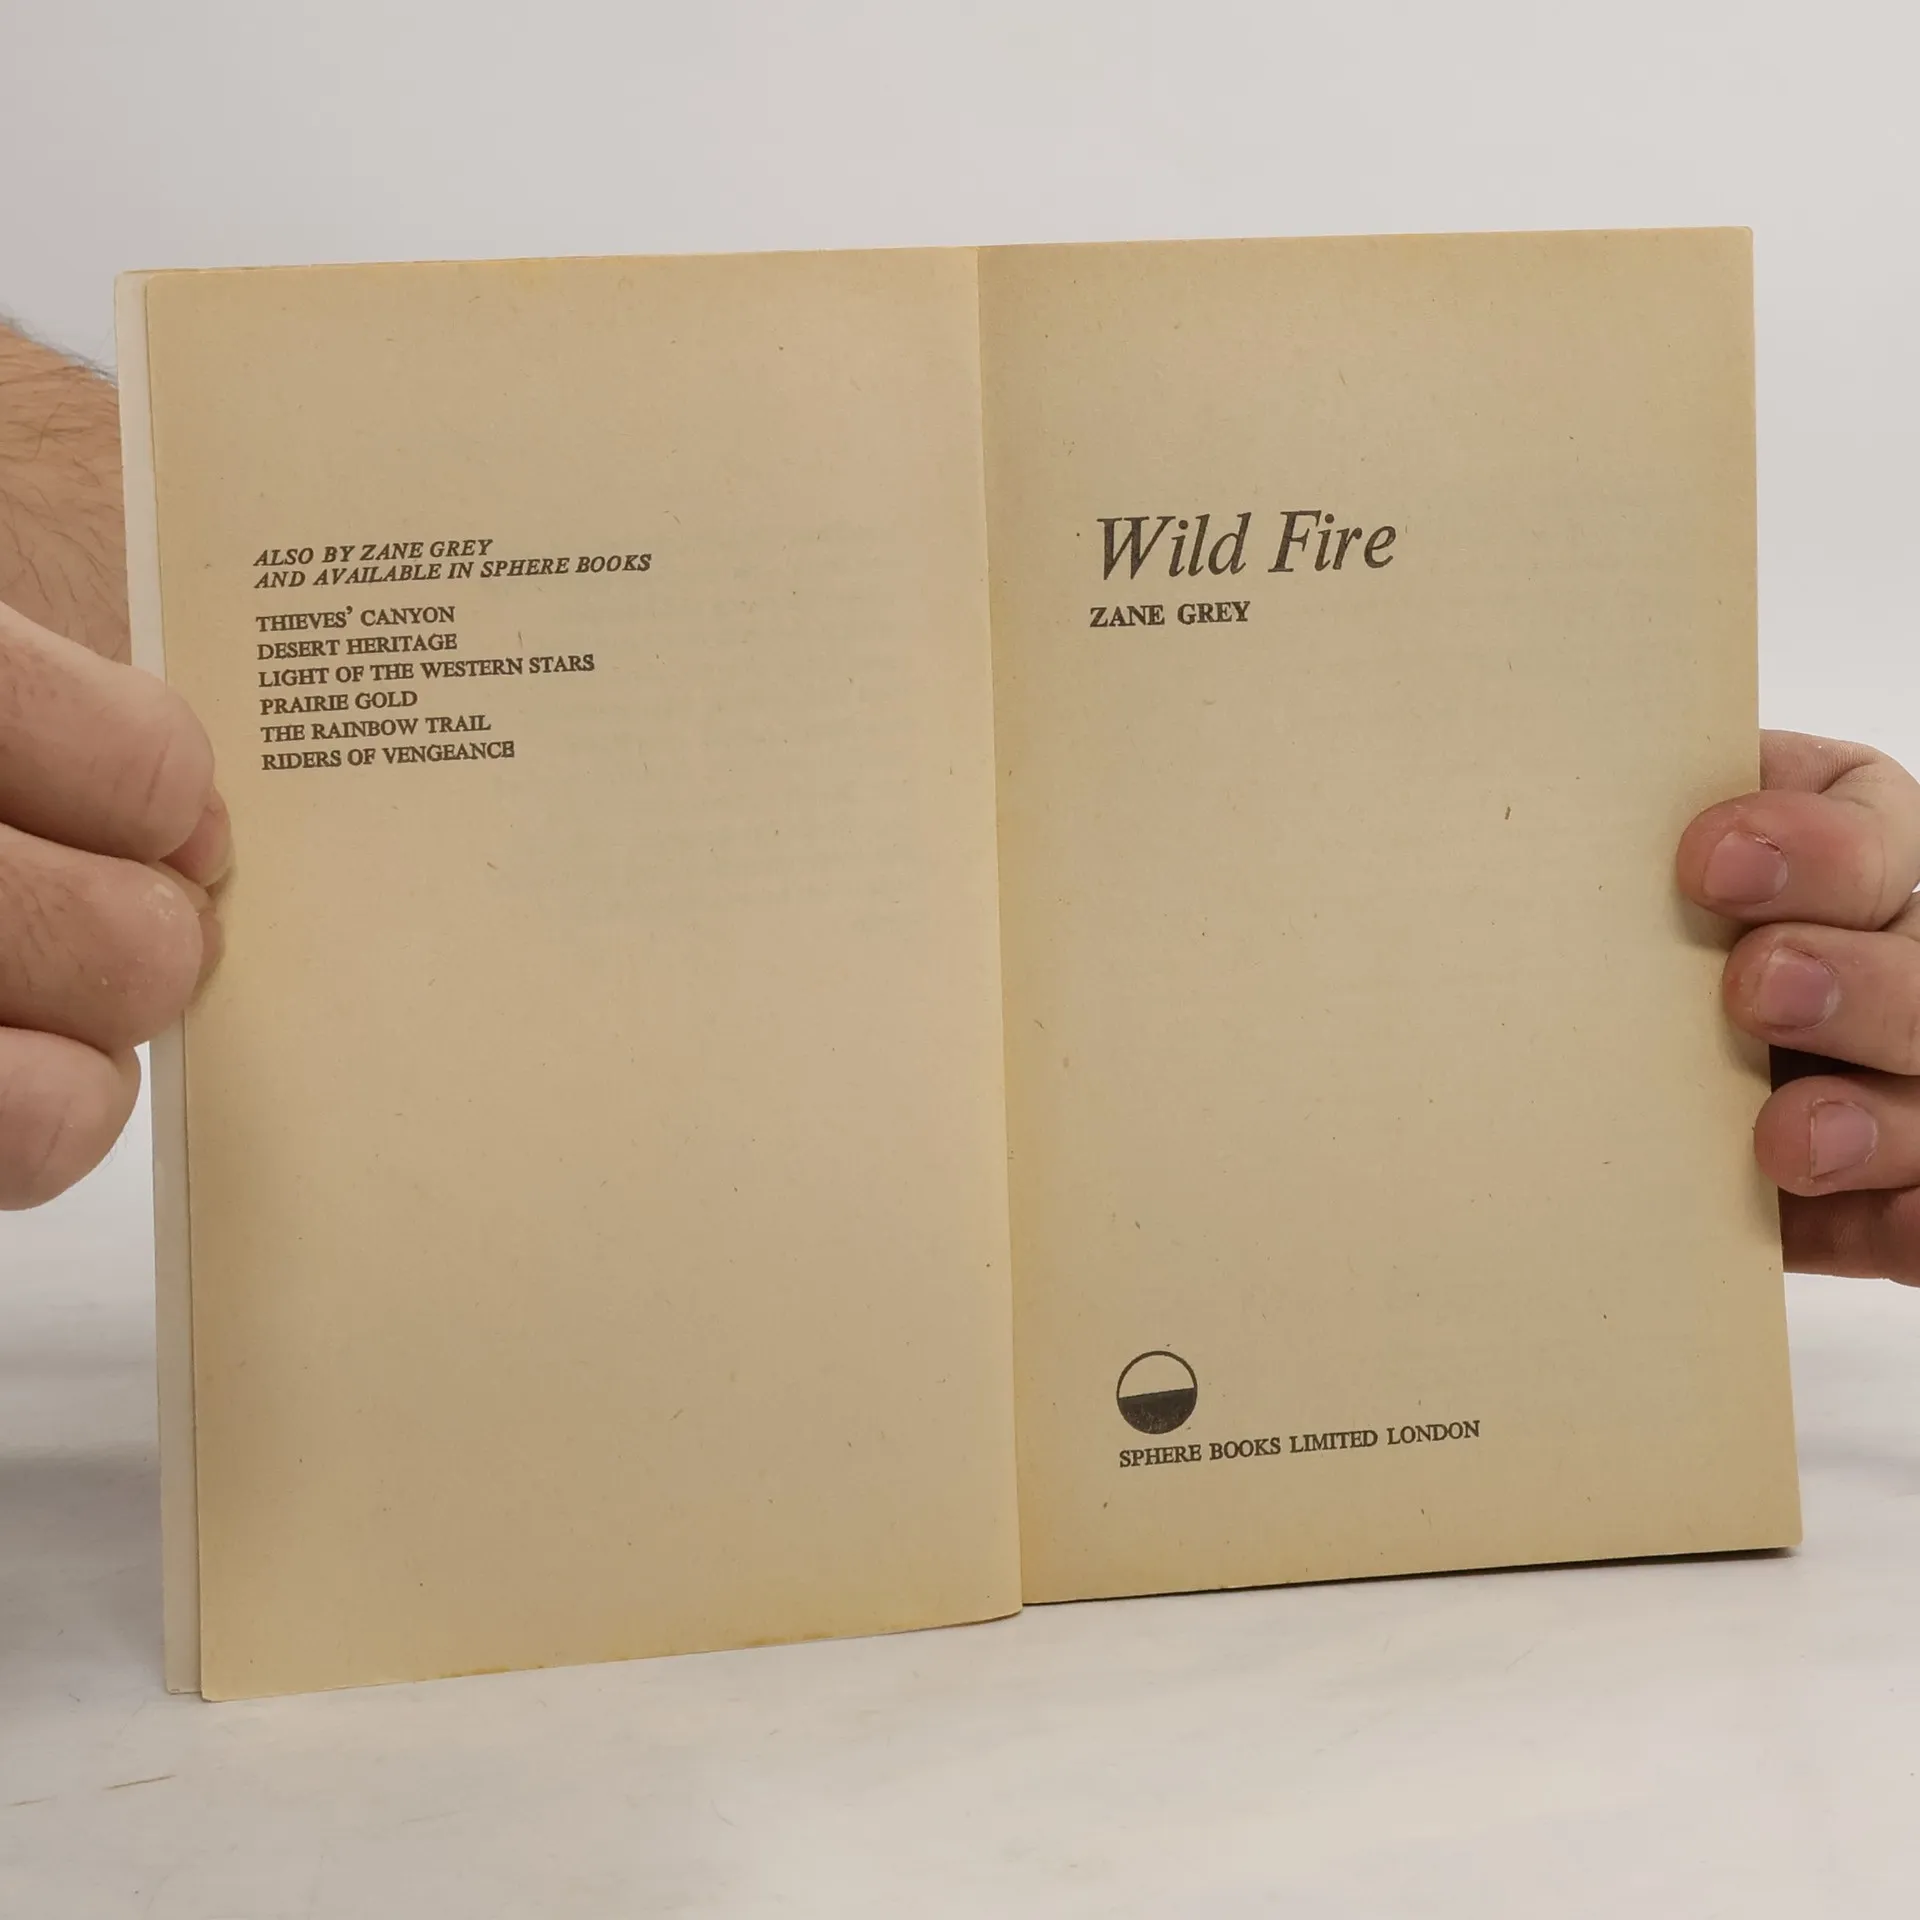 ALSO BY ZANE GREY
AND AVAILABLE IN SPHERE BOOKS
THIEVES' CANYON
DESERT HERITAGE
LIGHT OF THE WESTERN STARS
PRAIRIE GOLD
THE RAINBOW TRAIL
RIDERS OF VENGEANCE
Wild Fire
ZANE GREY
SPHERE BOOKS LIMITED LONDON